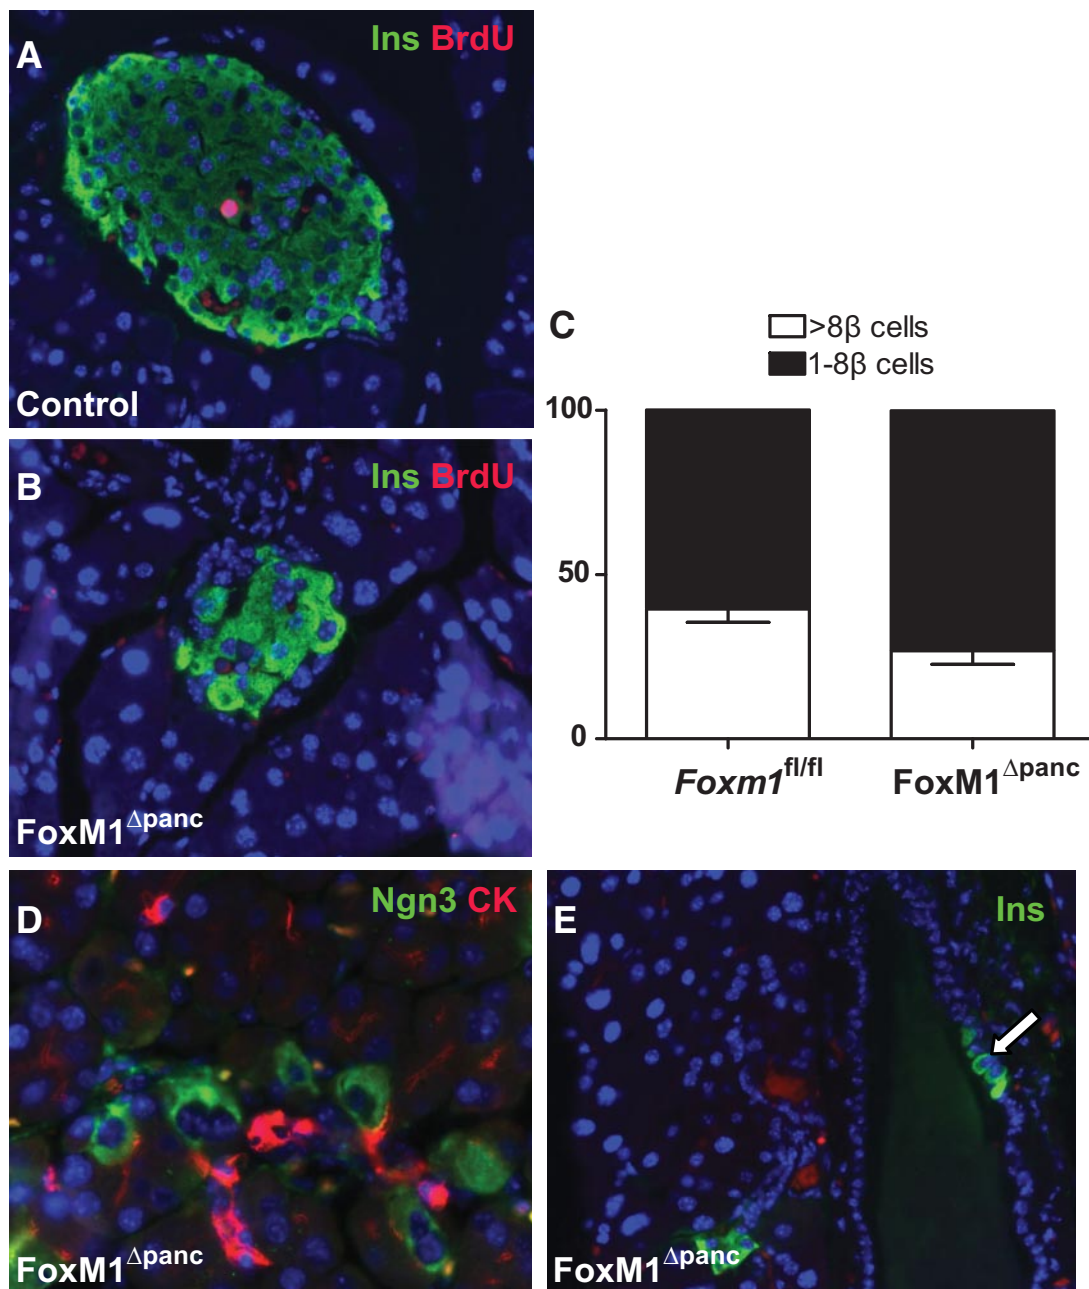 A
Ins BrdU
Control
B
Ins BrdU
FoxM1Δpanc
C
>8β cells
1-8β cells
100
50
0
Foxm1fl/fl
FoxM1Δpanc
D
Ngn3 CK
FoxM1Δpanc
E
Ins
FoxM1Δpanc